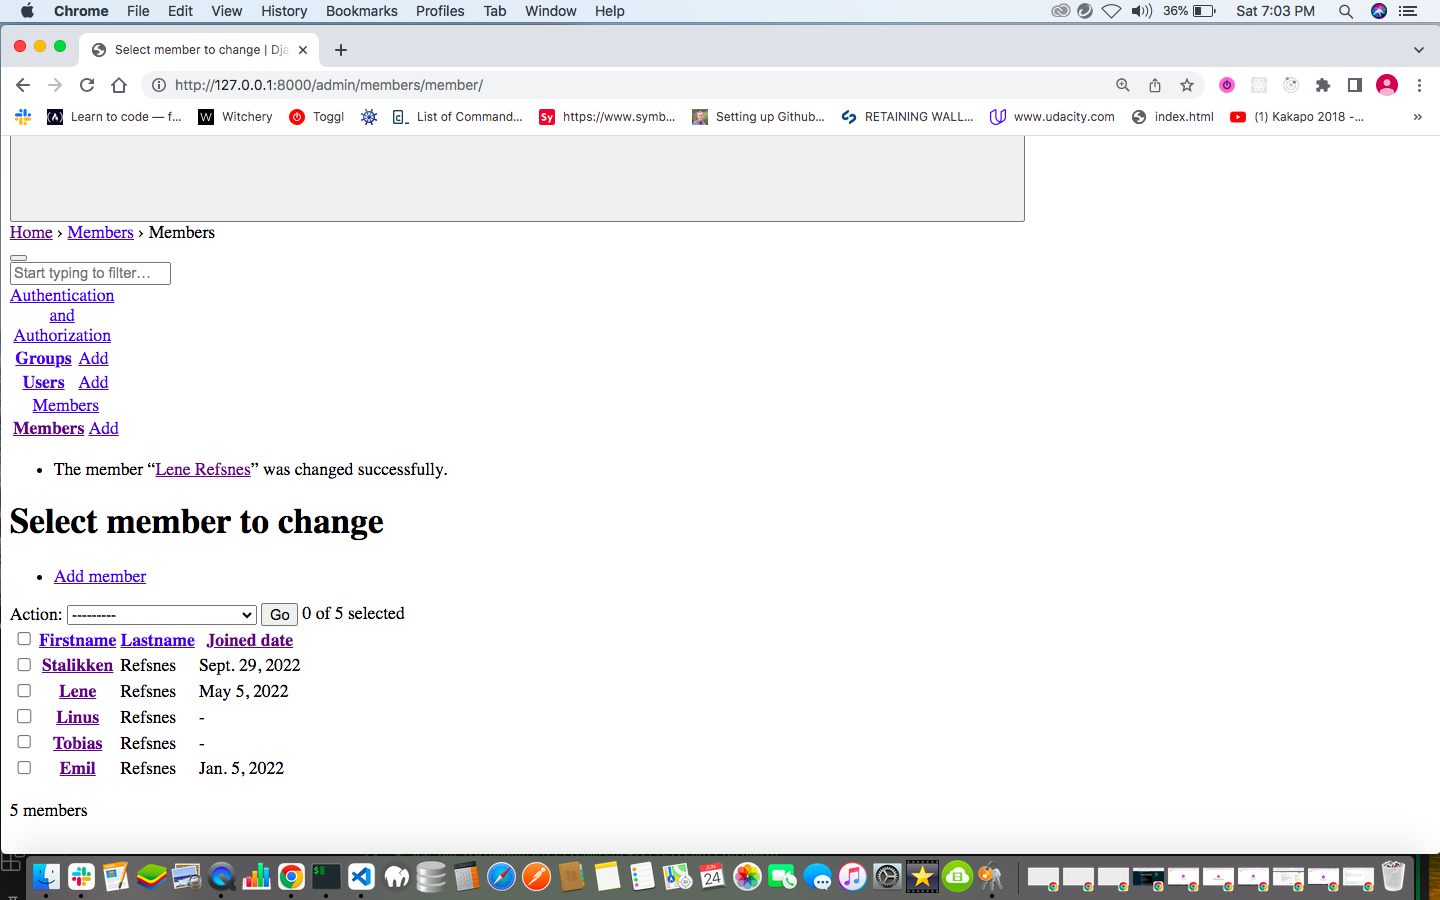 Chrome File Edit View History Bookmarks Profiles Tab Window Help 36% Sat 7:03 PM
Select member to change | Dja
http://127.0.0.1:8000/admin/members/member/
Learn to code — f... W Witchery Toggl List of Command... Sy https://www.symb... Setting up Github... RETAINING WALL... www.udacity.com index.html (1) Kakapo 2018 -... »
Home › Members › Members
Start typing to filter…
Authentication
and
Authorization
Groups Add
Users Add
Members
Members Add
• The member “Lene Refsnes” was changed successfully.
Select member to change
• Add member
Action: --------- Go 0 of 5 selected
Firstname Lastname Joined date
Stalikken Refsnes Sept. 29, 2022
Lene Refsnes May 5, 2022
Linus Refsnes -
Tobias Refsnes -
Emil Refsnes Jan. 5, 2022
5 members
JUN
24